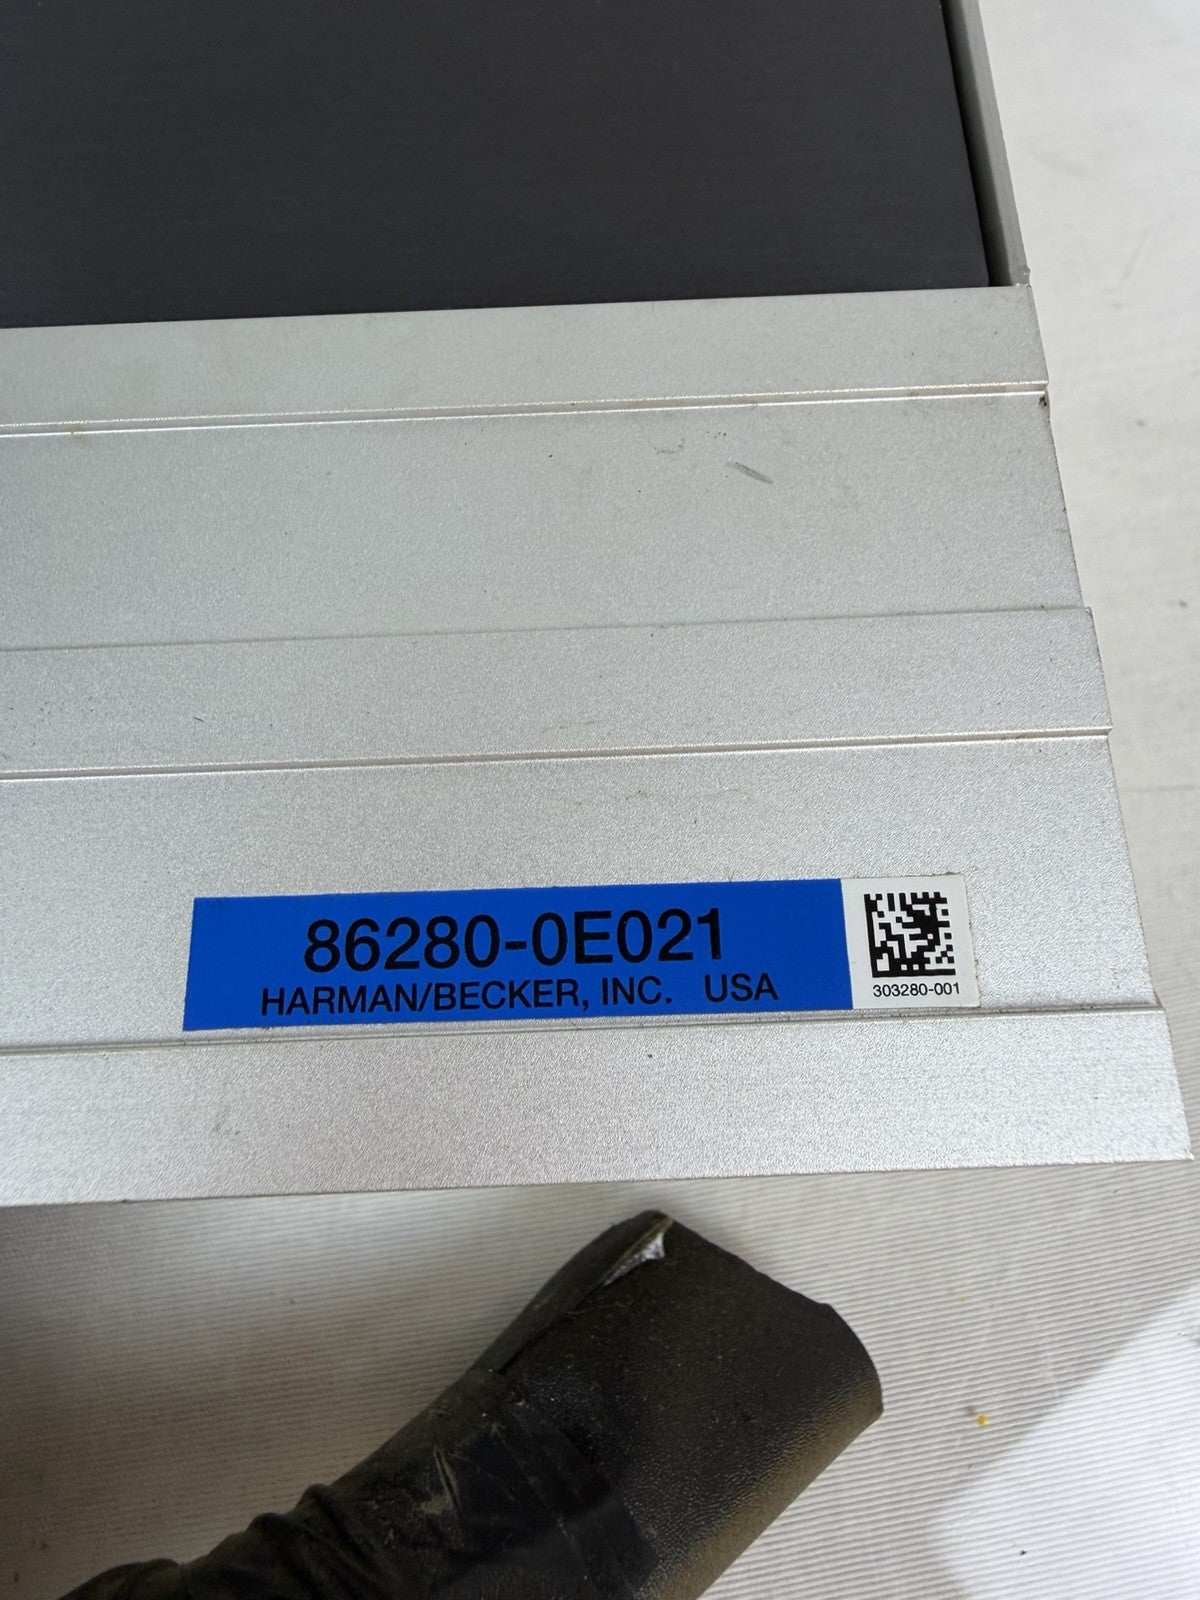 86280-0E021
HARMAN/BECKER, INC. USA
303280-001